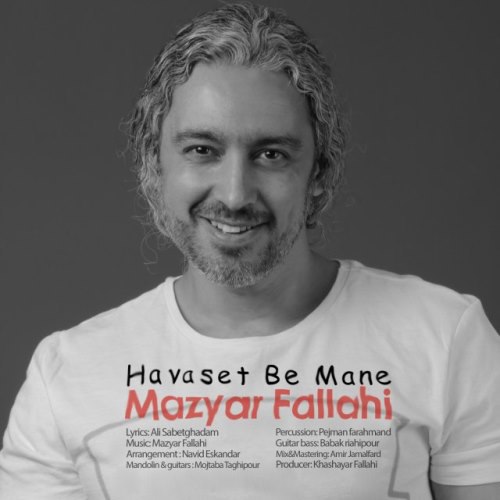 Havaset Be Mane
Mazyar Fallahi
Lyrics: Ali Sabetghadam
Music: Mazyar Fallahi
Arrangement : Navid Eskandar
Mandolin & guitars : Mojtaba Taghipour
Percussion: Pejman farahmand
Guitar bass: Babak riahipour
Mix&Mastering: Amir Jamalfard
Producer: Khashayar Fallahi